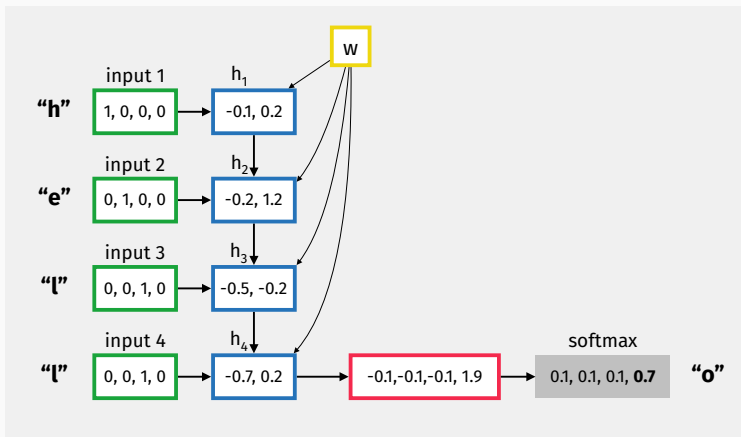 w
input 1
h1
“h”
1, 0, 0, 0
-0.1, 0.2
input 2
h2
“e”
0, 1, 0, 0
-0.2, 1.2
input 3
h3
“l”
0, 0, 1, 0
-0.5, -0.2
input 4
h4
softmax
“l”
0, 0, 1, 0
-0.7, 0.2
-0.1,-0.1,-0.1, 1.9
0.1, 0.1, 0.1, 0.7
“o”